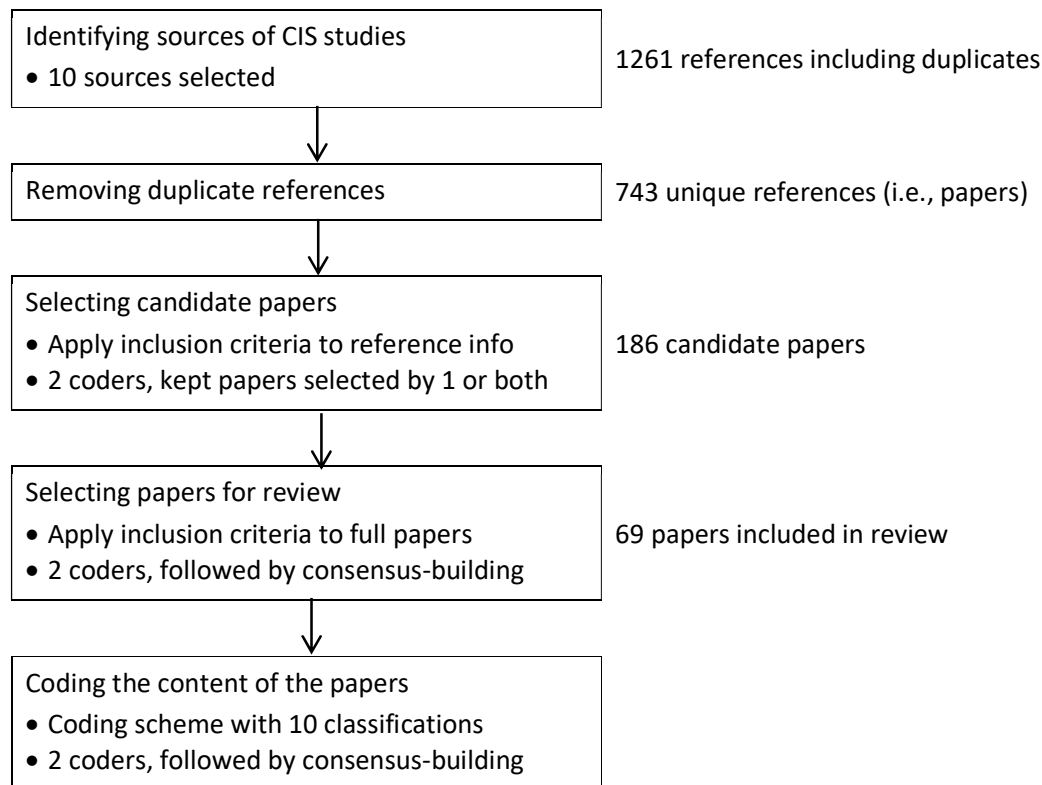 Identifying sources of CIS studies
• 10 sources selected
1261 references including duplicates
Removing duplicate references
743 unique references (i.e., papers)
Selecting candidate papers
• Apply inclusion criteria to reference info
• 2 coders, kept papers selected by 1 or both
186 candidate papers
Selecting papers for review
• Apply inclusion criteria to full papers
• 2 coders, followed by consensus-building
69 papers included in review
Coding the content of the papers
• Coding scheme with 10 classifications
• 2 coders, followed by consensus-building